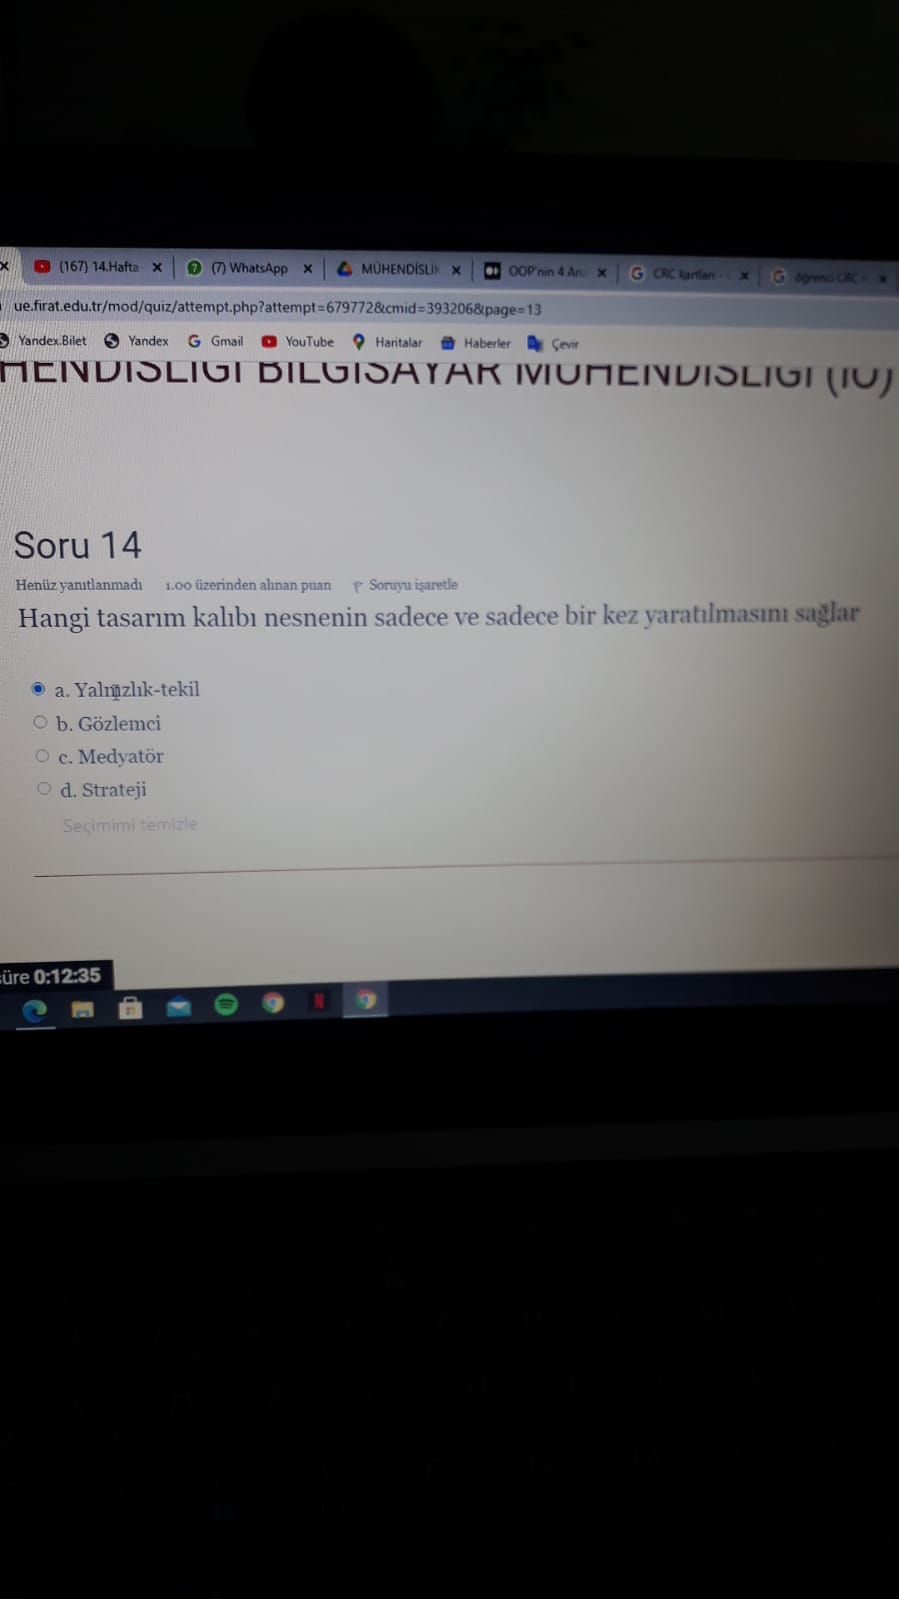 (167) 14.Hafta (7) WhatsApp MÜHENDİSLİK OOP'nin 4 An CRC kartları - öğrenci CRC
ue.firat.edu.tr/mod/quiz/attempt.php?attempt=679772&cmid=393206&page=13
Yandex.Bilet Yandex Gmail YouTube Haritalar Haberler Çevir
HENDİSLİĞİ BİLGİSAYAR MÜHENDİSLİĞİ (İÖ)
Soru 14
Henüz yanıtlanmadı 1.00 üzerinden alınan puan Soruyu işaretle
Hangi tasarım kalıbı nesnenin sadece ve sadece bir kez yaratılmasını sağlar
a. Yalnızlık-tekil
b. Gözlemci
c. Medyatör
d. Strateji
Seçimimi temizle
süre 0:12:35